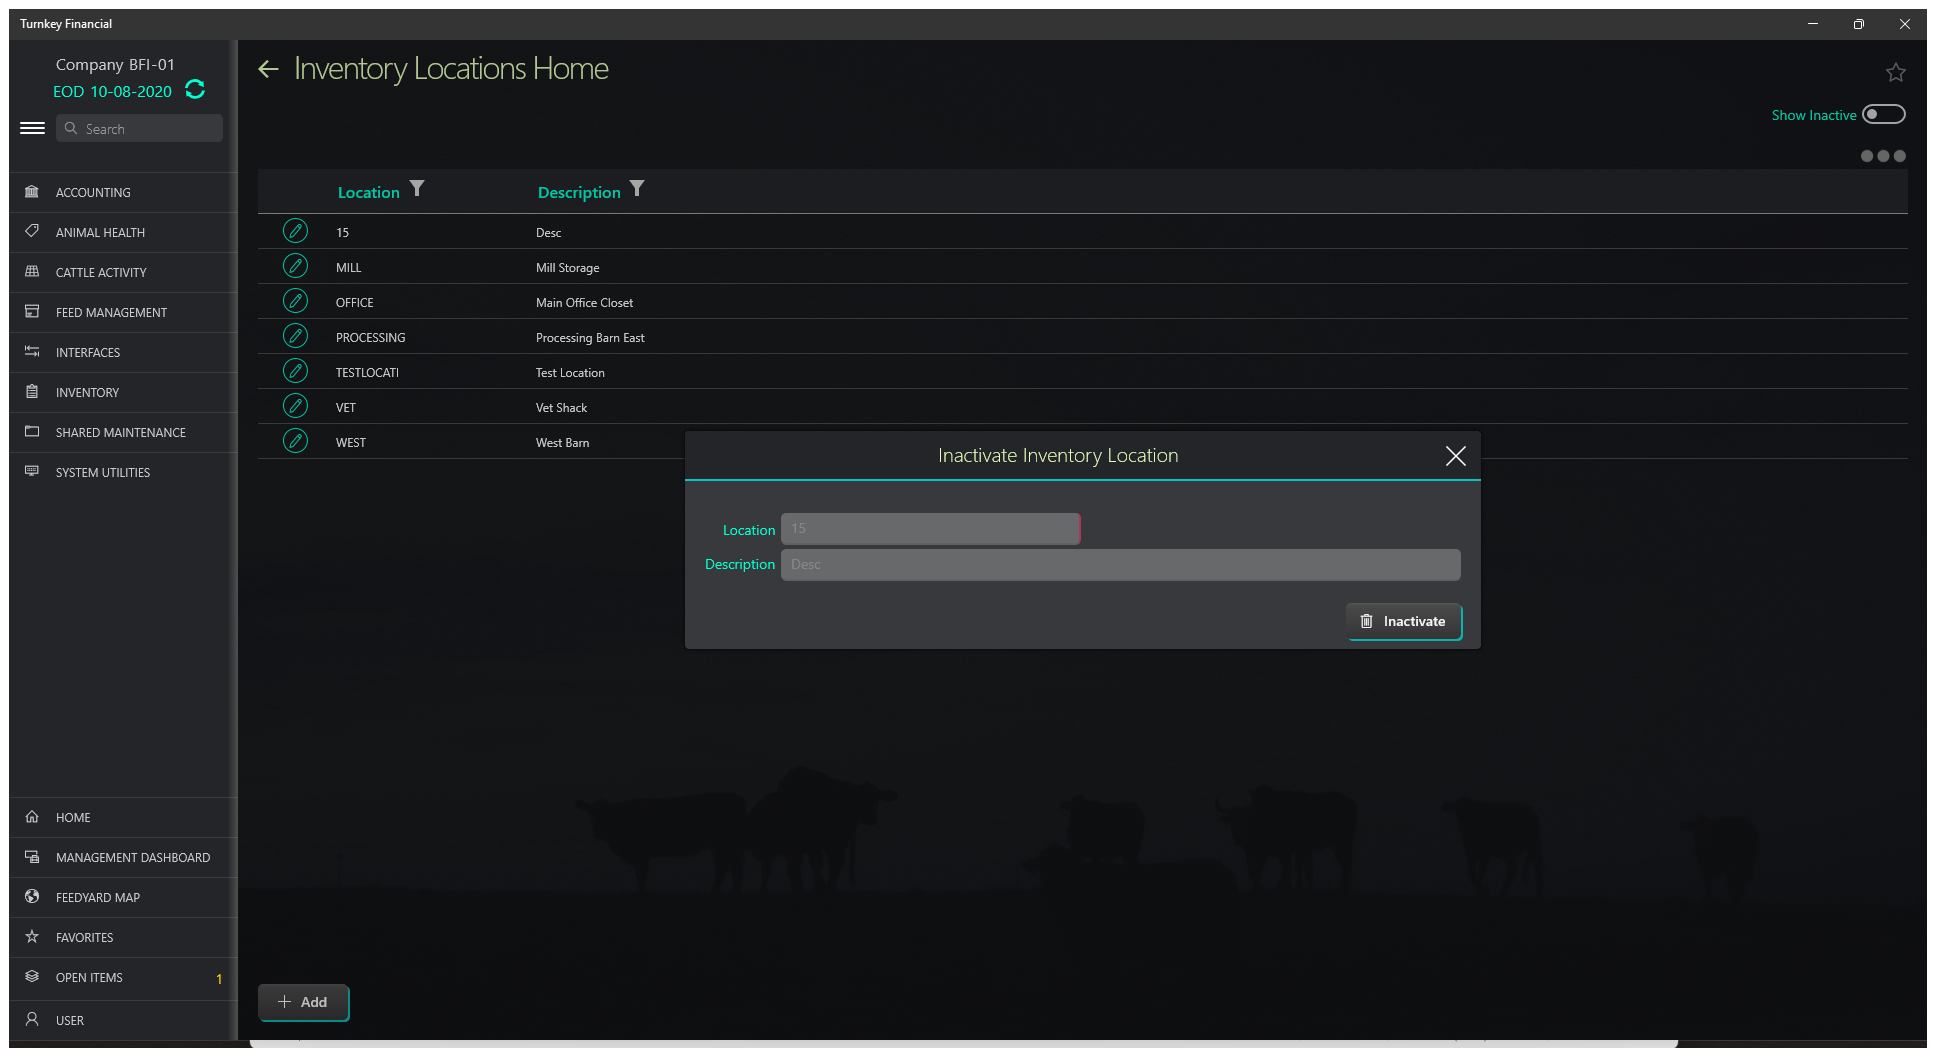 Turnkey Financial
Company BFI-01
EOD 10-08-2020
Search
ACCOUNTING
ANIMAL HEALTH
CATTLE ACTIVITY
FEED MANAGEMENT
INTERFACES
INVENTORY
SHARED MAINTENANCE
SYSTEM UTILITIES
HOME
MANAGEMENT DASHBOARD
FEEDYARD MAP
FAVORITES
OPEN ITEMS 1
USER
Inventory Locations Home
Show Inactive
Location Description
15 Desc
MILL Mill Storage
OFFICE Main Office Closet
PROCESSING Processing Barn East
TESTLOCATI Test Location
VET Vet Shack
WEST West Barn
Inactivate Inventory Location
Location 15
Description Desc
Inactivate
Add